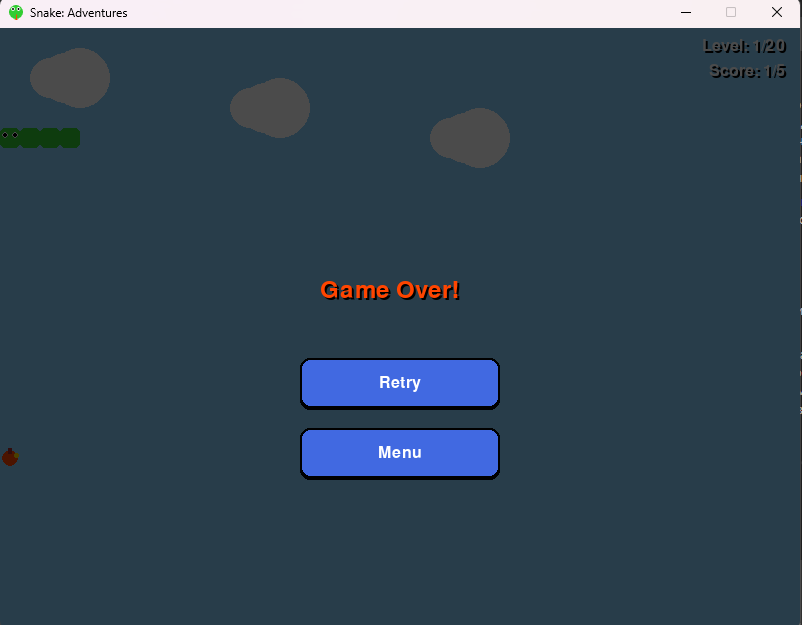 Snake: Adventures
Level: 1/20
Score: 1/5
Game Over!
Retry
Menu